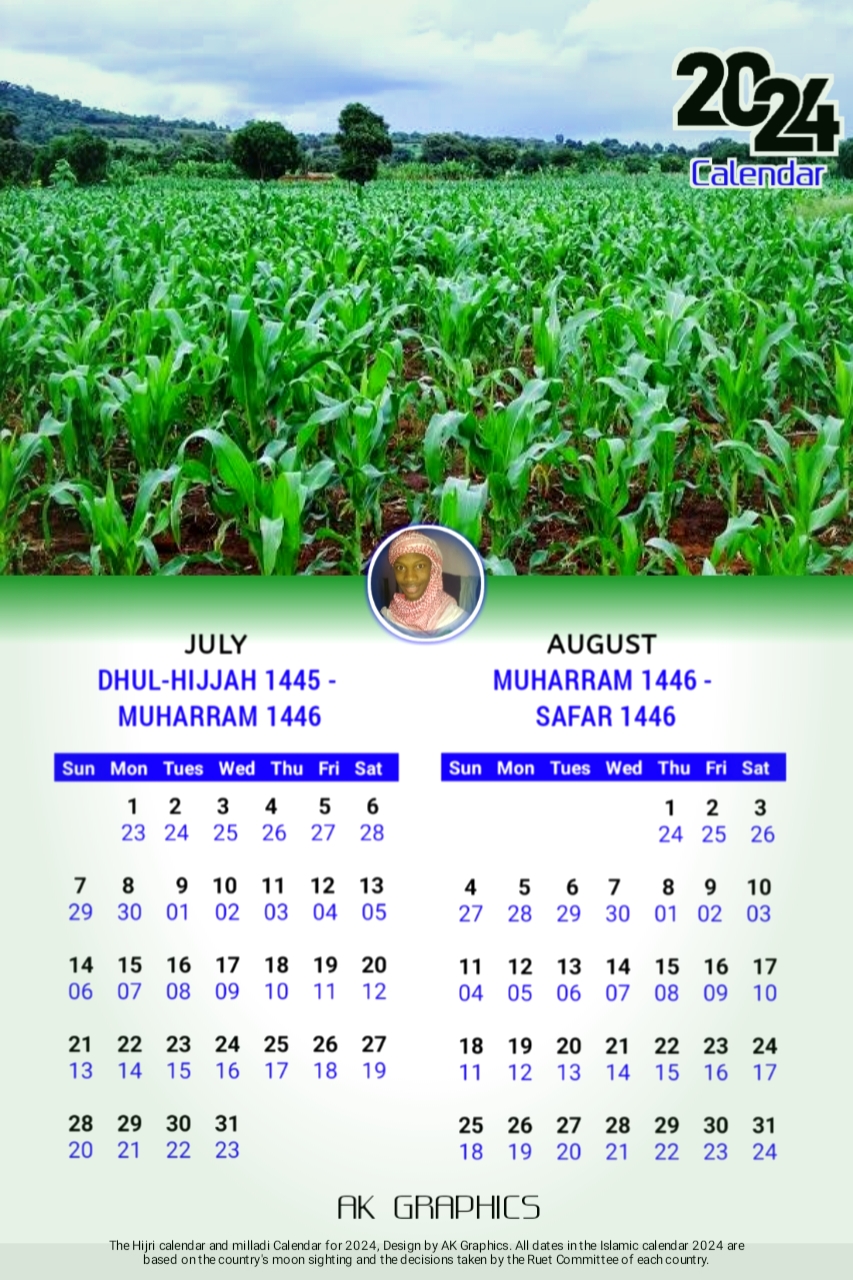 2024
Calendar
JULY
DHUL-HIJJAH 1445 -
MUHARRAM 1446
Sun Mon Tues Wed Thu Fri Sat
1 2 3 4 5 6
23 24 25 26 27 28
7 8 9 10 11 12 13
29 30 01 02 03 04 05
14 15 16 17 18 19 20
06 07 08 09 10 11 12
21 22 23 24 25 26 27
13 14 15 16 17 18 19
28 29 30 31
20 21 22 23
AUGUST
MUHARRAM 1446 -
SAFAR 1446
Sun Mon Tues Wed Thu Fri Sat
1 2 3
24 25 26
4 5 6 7 8 9 10
27 28 29 30 01 02 03
11 12 13 14 15 16 17
04 05 06 07 08 09 10
18 19 20 21 22 23 24
11 12 13 14 15 16 17
25 26 27 28 29 30 31
18 19 20 21 22 23 24
AK GRAPHICS
The Hijri calendar and milladi Calendar for 2024, Design by AK Graphics. All dates in the Islamic calendar 2024 are
based on the country's moon sighting and the decisions taken by the Ruet Committee of each country.